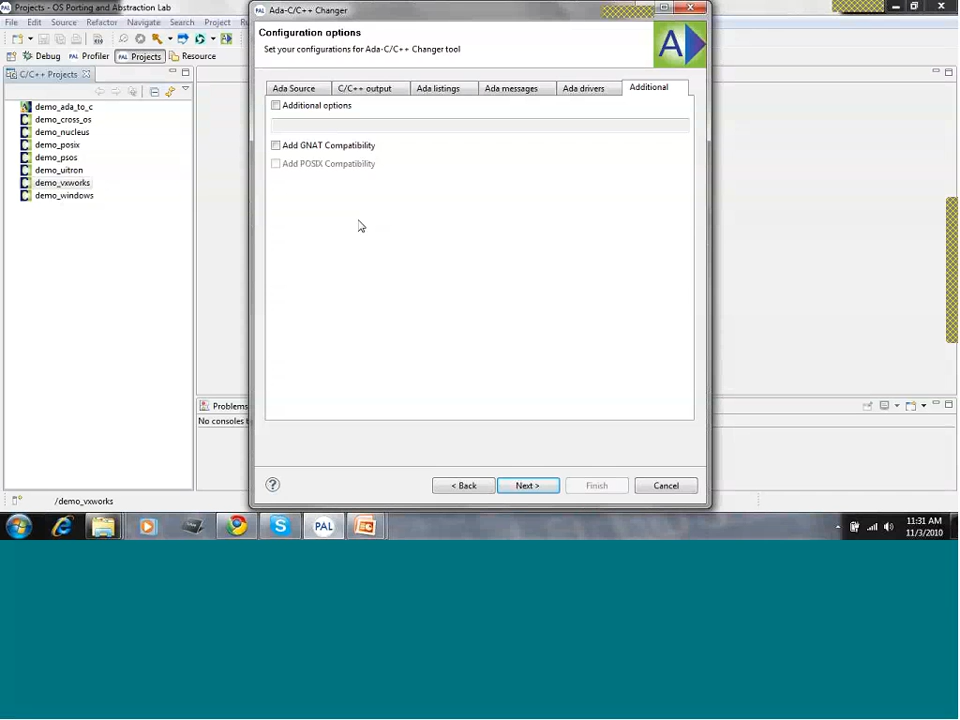 Projects - OS Porting and Abstraction Lab
File Edit Source Refactor Navigate Search Project
Debug PAL Profiler PAL Projects Resource
C/C++ Projects
demo_ada_to_c
demo_cross_os
demo_nucleus
demo_posix
demo_psos
demo_uitron
demo_vxworks
demo_windows
PAL Ada-C/C++ Changer
Configuration options
Set your configurations for Ada-C/C++ Changer tool
Ada Source C/C++ output Ada listings Ada messages Ada drivers Additional
Additional options
Add GNAT Compatibility
Add POSIX Compatibility
Problems
No consoles
< Back Next > Finish Cancel
/demo_vxworks
PAL
11:31 AM
11/3/2010